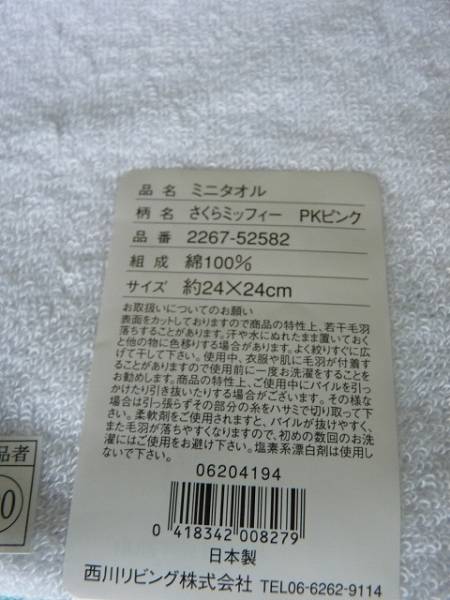 品名 ミニタオル
柄名 さくらミッフィー PKピンク
品番 2267-52582
組成 綿100%
サイズ 約24×24cm
お取扱いについてのお願い
表面をカットしておりますので商品の特性上、若干毛羽
落ちすることがあります。汗や水にぬれたまま置いておく
と他の物に色移りする場合があります。よく絞りすぐに広
げて干して下さい。使用中、衣服や肌に毛羽が付着す
ることがありますので使用前に一度お洗濯をすることを
お勧めします。商品の特性上、ご使用中にパイルを引っ
かけたり引き抜いたりする場合がございます。その様な
場合は引っ張らずその部分の糸をハサミで切り取って下
さい。柔軟剤をご使用されますと、パイルが抜けやすく、
また毛羽が落ちやすくなりますので、初めの数回のお洗
濯にはご使用をお避け下さい。塩素系漂白剤は使用し
ないで下さい。
06204194
0 418342 008279
日本製
西川リビング株式会社 TEL06-6262-9114
品者